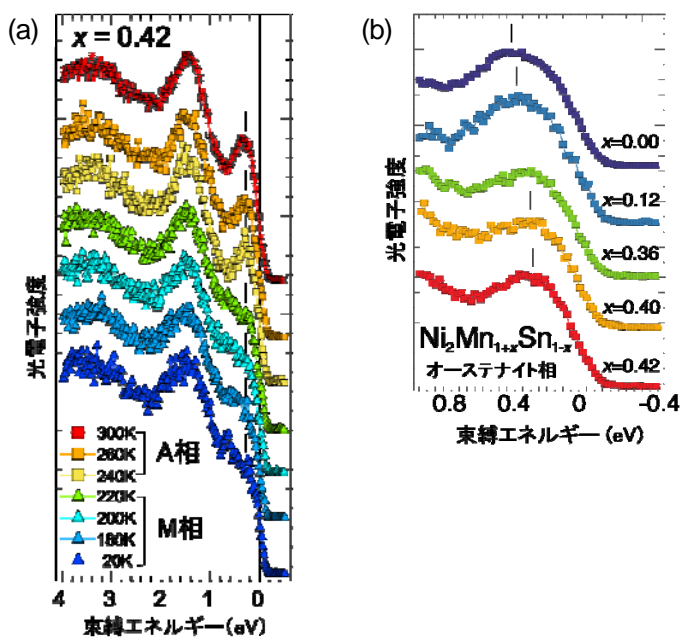 (a)
x = 0.42
光電子強度
300K
260K
240K
A相
220K
200K
180K
20K
M相
4 3 2 1 0
束縛エネルギー(eV)
(b)
x=0.00
x=0.12
x=0.36
x=0.40
x=0.42
光電子強度
Ni₂Mn₁₊ₓSn₁₋ₓ
オーステナイト相
0.8 0.4 0 -0.4
束縛エネルギー (eV)